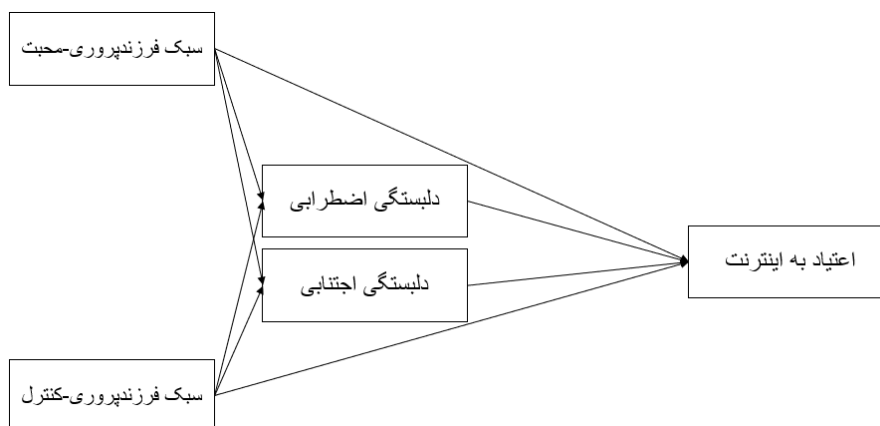 سبک فرزندپروری-محبت
دلبستگی اضطرابی
اعتیاد به اینترنت
دلبستگی اجتنابی
سبک فرزندپروری-کنترل